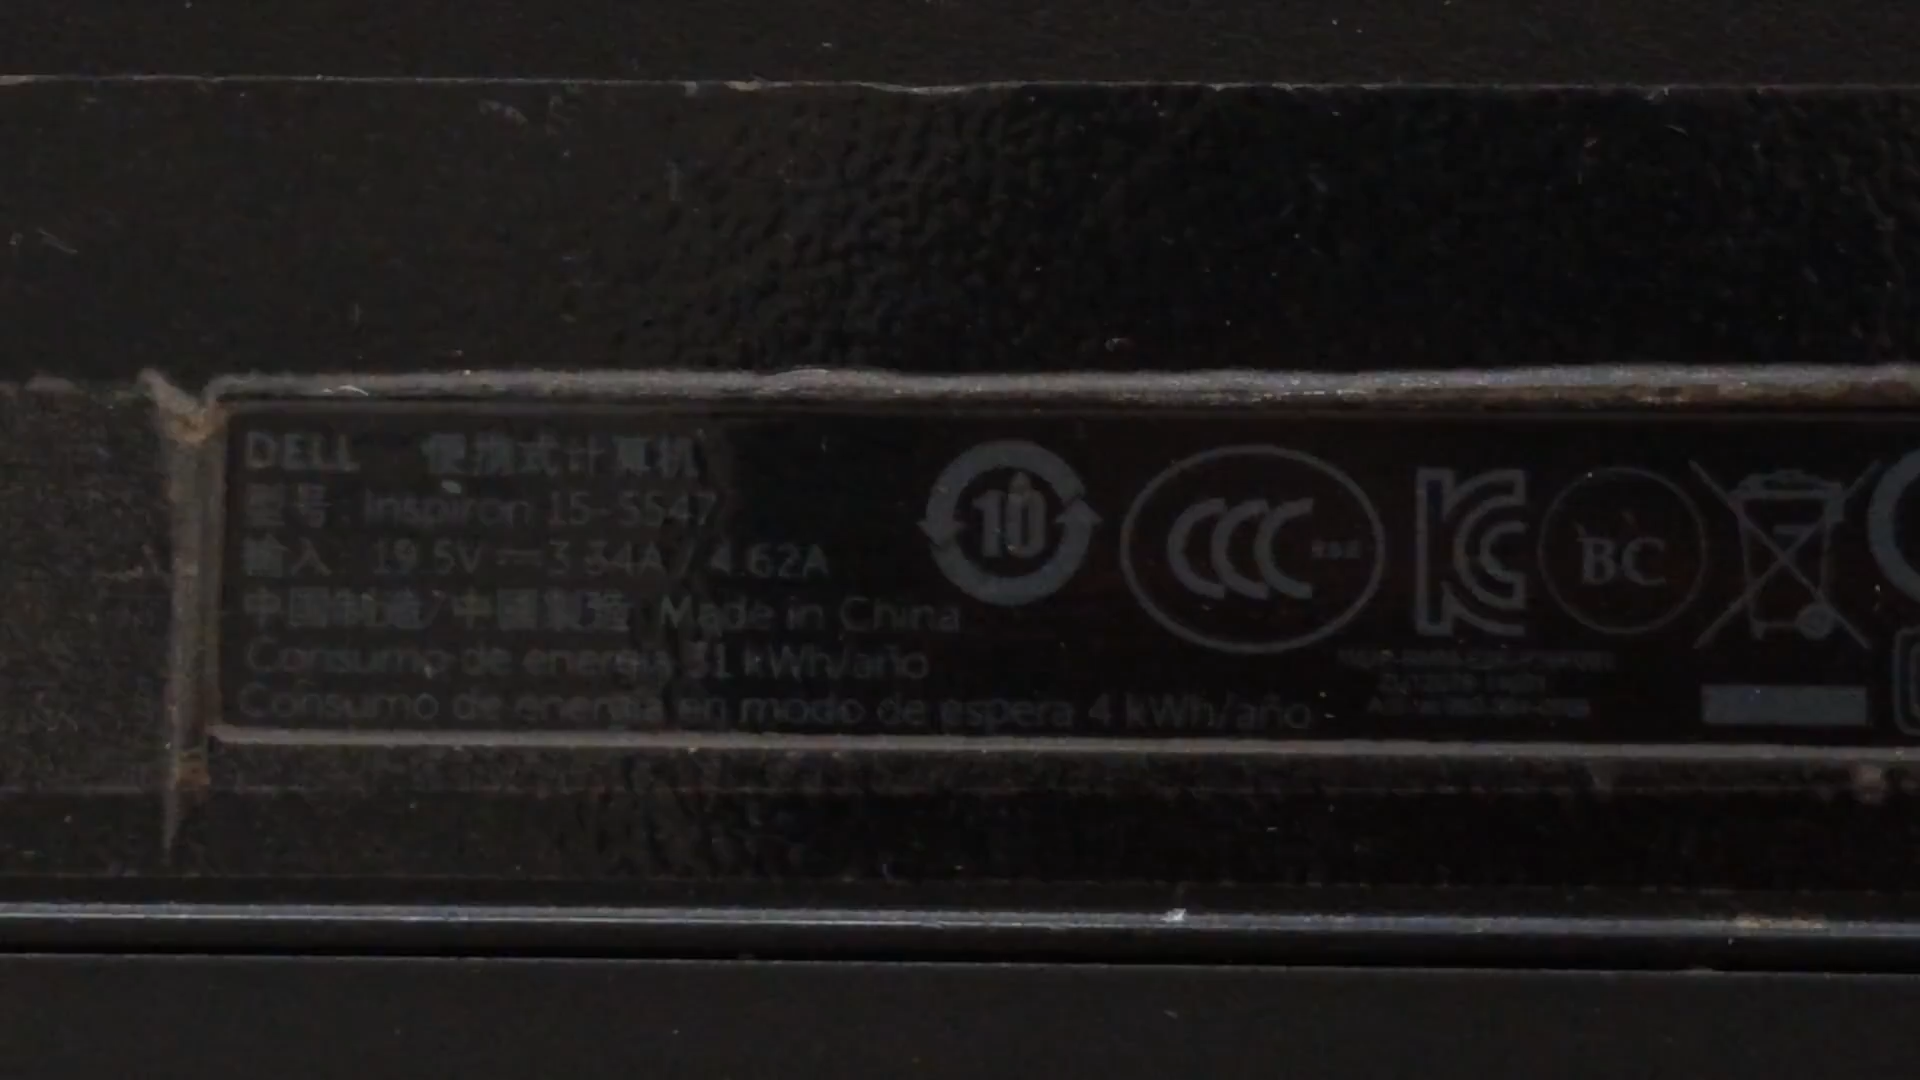 DELL 便携式计算机
型号: Inspiron 15-5547
输入: 19.5V⎓3.34A / 4.62A
中国制造/中國製造 Made in China
Consumo de energía 31 kWh/año
Consumo de energía en modo de espera 4 kWh/año
10
CCC
KC
BC